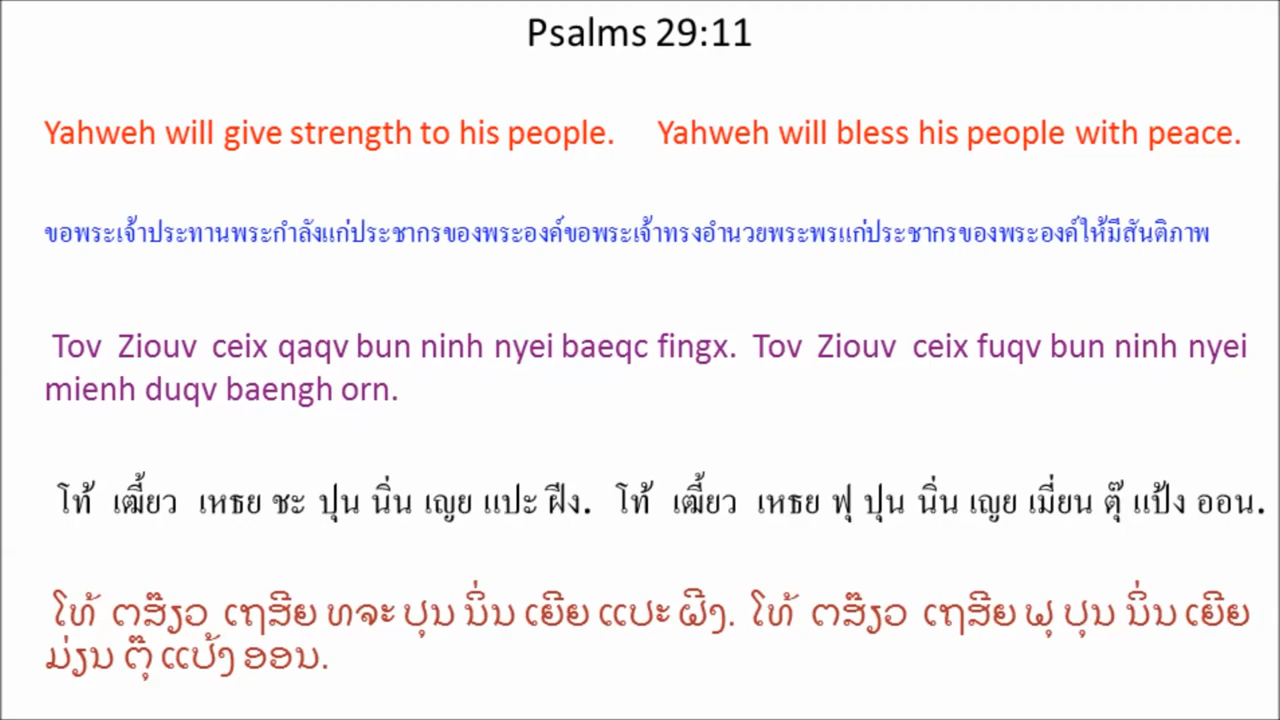 Psalms 29:11
Yahweh will give strength to his people. Yahweh will bless his people with peace.
ขอพระเจ้าประทานพระกำลังแก่ประชากรของพระองค์ขอพระเจ้าทรงอำนวยพระพรแก่ประชากรของพระองค์ให้มีสันติภาพ
Tov Ziouv ceix qaqv bun ninh nyei baeqc fingx. Tov Ziouv ceix fuqv bun ninh nyei
mienh duqv baengh orn.
โท้ เฒี้ยว เหธย ชะ ปุน นิ่น เญย แปะ ฝีง. โท้ เฒี้ยว เหธย ฟุ ปุน นิ่น เญย เมี่ยน ตุ๊ แป้ง ออน.
ໂທ້ ຕສ໊ຽວ ເຖສີຍ ທຈະ ປຸນ ນິ່ນ ເຍີຍ ແປະ ຝີງ. ໂທ້ ຕສ໊ຽວ ເຖສີຍ ຟຸ ປຸນ ນິ່ນ ເຍີຍ
ມ່ຽນ ຕຸ໊ ແປ້ງ ອອນ.